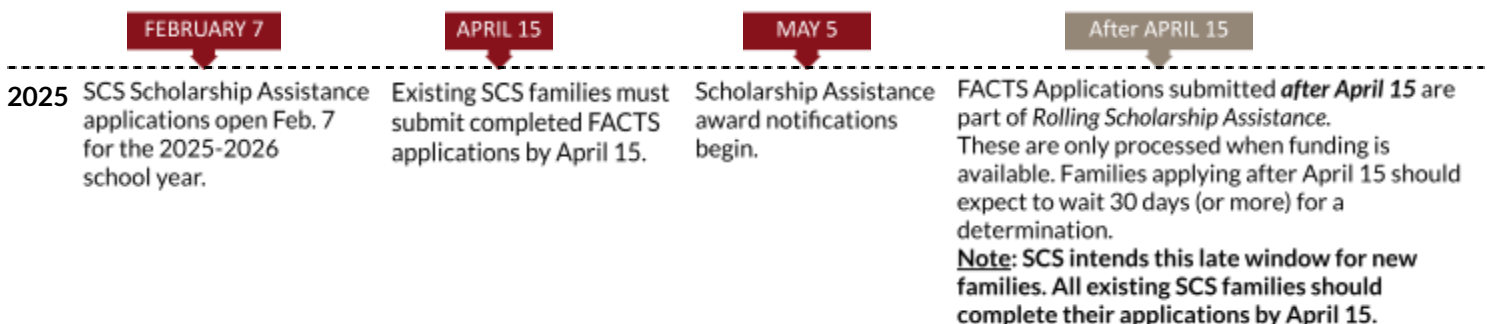 FEBRUARY 7
APRIL 15
MAY 5
After APRIL 15
2025
SCS Scholarship Assistance
applications open Feb. 7
for the 2025-2026
school year.
Existing SCS families must
submit completed FACTS
applications by April 15.
Scholarship Assistance
award notifications
begin.
FACTS Applications submitted after April 15 are
part of Rolling Scholarship Assistance.
These are only processed when funding is
available. Families applying after April 15 should
expect to wait 30 days (or more) for a
determination.
Note: SCS intends this late window for new
families. All existing SCS families should
complete their applications by April 15.